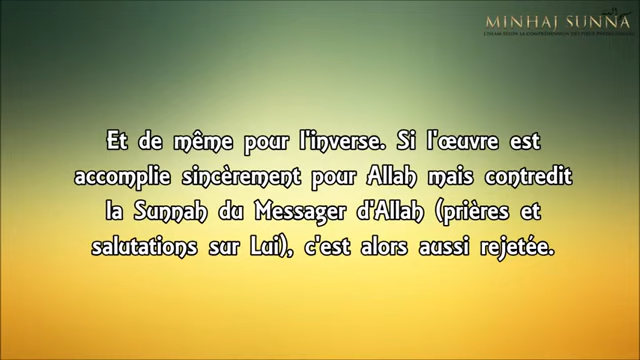 MINHAJ SUNNA
Et de même pour l'inverse. Si l'œuvre est
accomplie sincèrement pour Allah mais contredit
la Sunnah du Messager d'Allah (prières et
salutations sur Lui), c'est alors aussi rejetée.